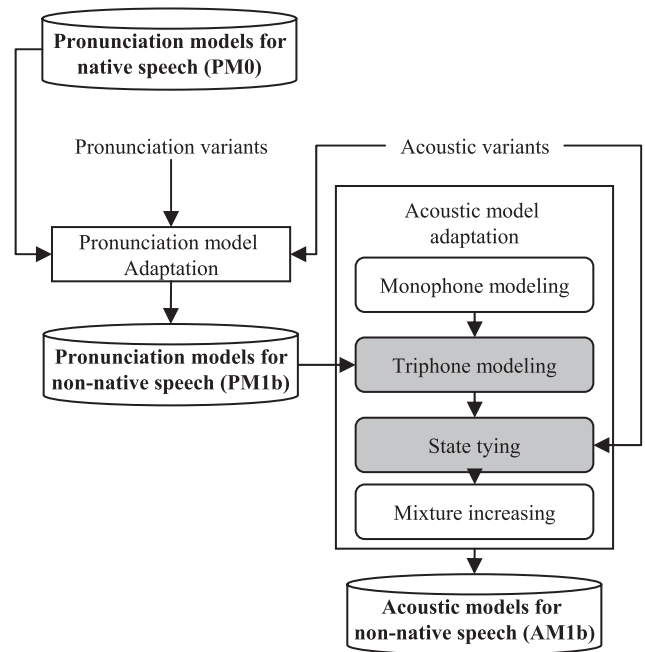 Pronunciation models for
native speech (PM0)
Pronunciation variants
Acoustic variants
Pronunciation model
Adaptation
Acoustic model
adaptation
Monophone modeling
Pronunciation models for
non-native speech (PM1b)
Triphone modeling
State tying
Mixture increasing
Acoustic models for
non-native speech (AM1b)